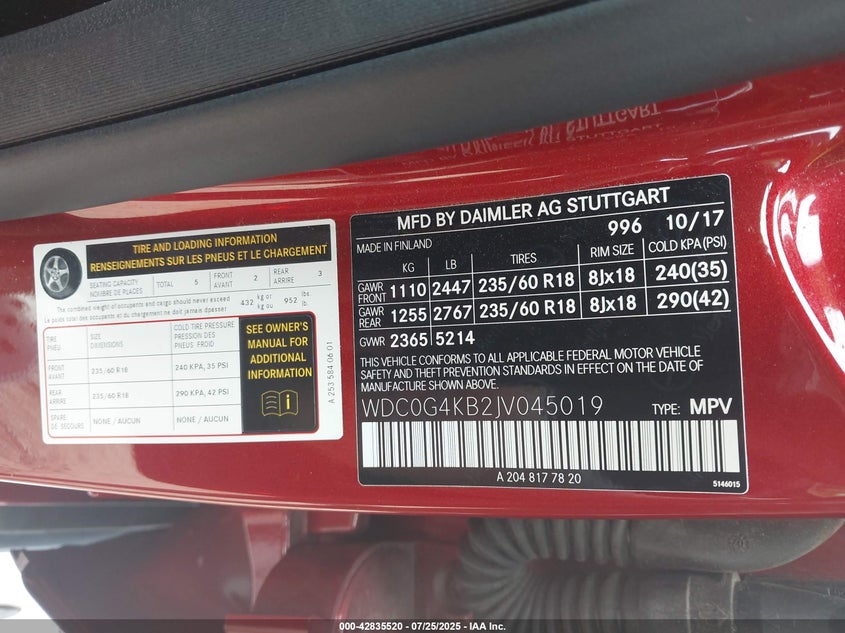 MFD BY DAIMLER AG STUTTGART
MADE IN FINLAND 996 10/17
KG LB TIRES RIM SIZE COLD KPA(PSI)
GAWR FRONT 1110 2447 235/60 R18 8Jx18 240(35)
GAWR REAR 1255 2767 235/60 R18 8Jx18 290(42)
GVWR 2365 5214
THIS VEHICLE CONFORMS TO ALL APPLICABLE FEDERAL MOTOR VEHICLE
SAFETY AND THEFT PREVENTION STANDARDS IN EFFECT ON THE DATE OF
MANUFACTURE SHOWN ABOVE.
WDC0G4KB2JV045019 TYPE: MPV
A 204 817 78 20
5146015
TIRE AND LOADING INFORMATION
RENSEIGNEMENTS SUR LES PNEUS ET LE CHARGEMENT
SEATING CAPACITY
NOMBRE DE PLACES
TOTAL 5
FRONT
AVANT 2
REAR
ARRIÈRE 3
The combined weight of occupants and cargo should never exceed
Le poids total des occupants et du chargement ne doit jamais dépasser
432 kg or
kg ou
952 lbs.
lb.
TIRE
PNEU
SIZE
DIMENSIONS
COLD TIRE PRESSURE
PRESSION DES
PNEUS FROID
FRONT
AVANT
235/60 R18
240 KPA, 35 PSI
REAR
ARRIÈRE
235/60 R18
290 KPA, 42 PSI
SPARE
DE SECOURS
NONE / AUCUN
NONE / AUCUN
SEE OWNER'S
MANUAL FOR
ADDITIONAL
INFORMATION
A 253 584 06 01
000-42835520 | 07/25/2025 - IAA Inc.